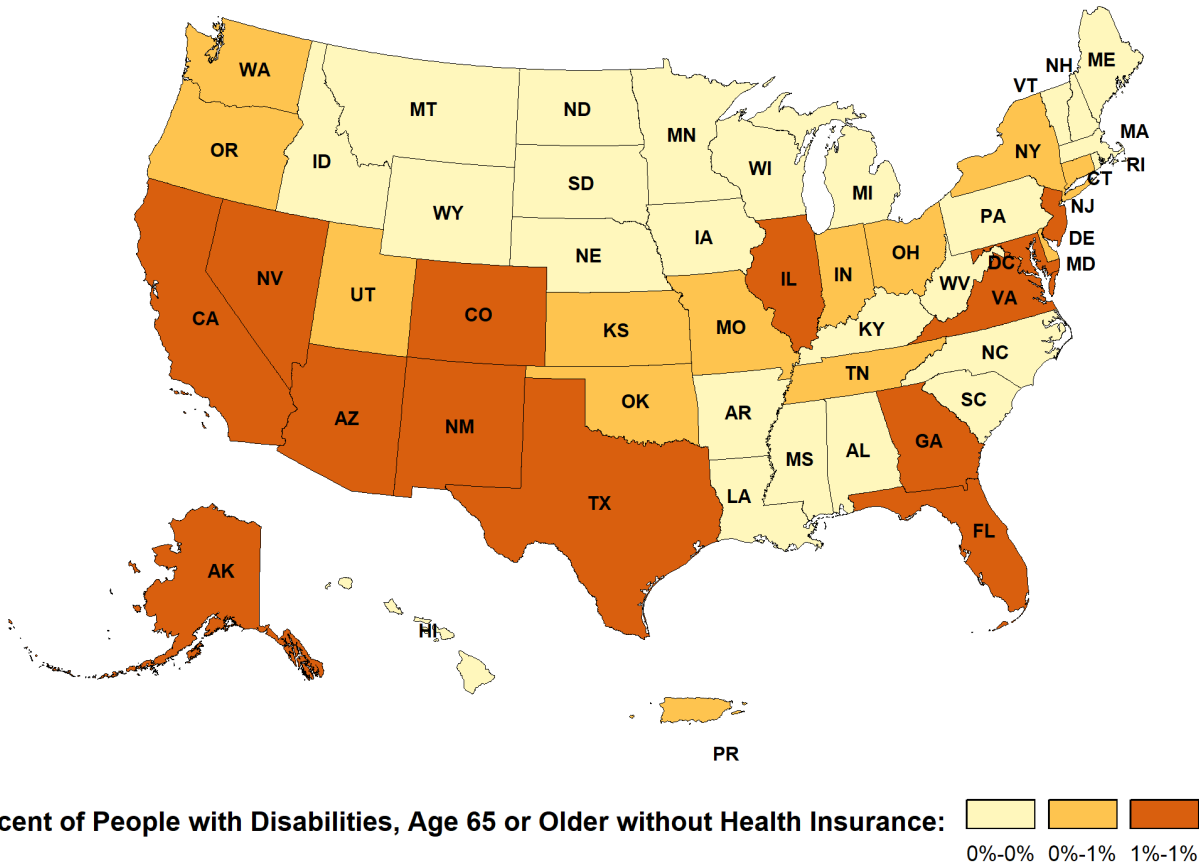 WA
OR
CA
NV
ID
MT
WY
UT
AZ
CO
NM
ND
SD
NE
KS
OK
TX
MN
IA
MO
AR
LA
WI
IL
MI
IN
OH
KY
TN
MS
AL
GA
FL
SC
NC
VA
WV
DC
PA
NY
VT
NH
ME
MA
RI
CT
NJ
DE
MD
AK
HI
PR
cent of People with Disabilities, Age 65 or Older without Health Insurance:
0%-0% 0%-1% 1%-1%